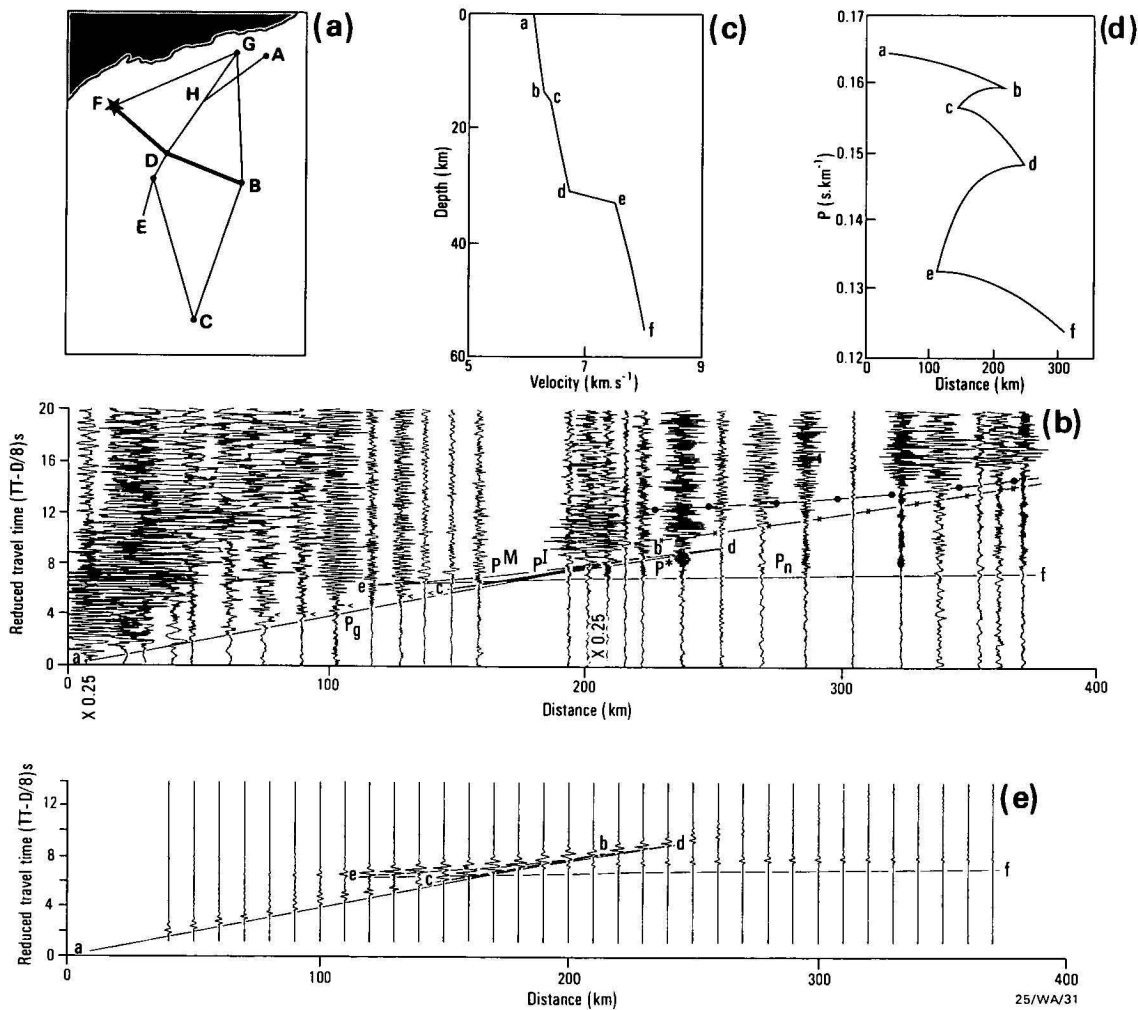 (a)
G
A
F
H
D
B
E
C
(c)
0
20
40
60
Depth (km)
a
b
c
d
e
f
5
7
9
Velocity (km.s⁻¹)
(d)
0.17
0.16
0.15
0.14
0.13
0.12
P (s.km⁻¹)
a
b
c
d
e
f
0
100
200
300
Distance (km)
(b)
20
16
12
8
4
0
Reduced travel time (TT-D/8)s
a
e
c
b
d
f
Pg
PM
PI
P*
Pn
X 0.25
X 0.25
0
100
200
300
400
Distance (km)
(e)
12
8
4
0
Reduced travel time (TT-D/8)s
a
e
c
b
d
f
0
100
200
300
400
Distance (km)
25/WA/31